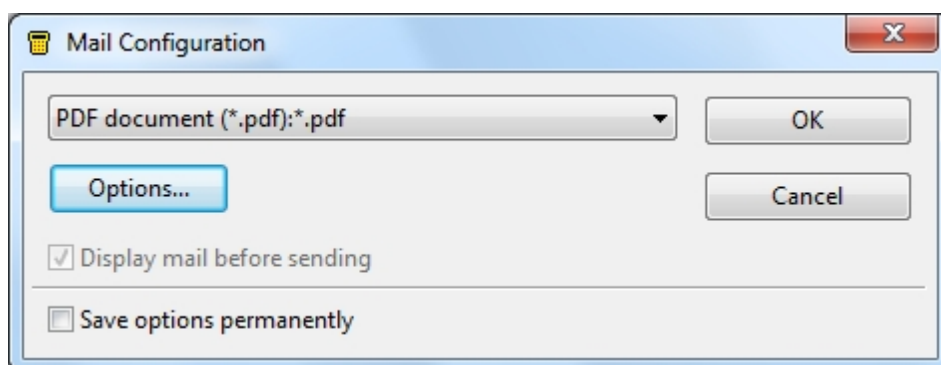 Mail Configuration
PDF document (*.pdf):*.pdf
OK
Options...
Cancel
Display mail before sending
Save options permanently